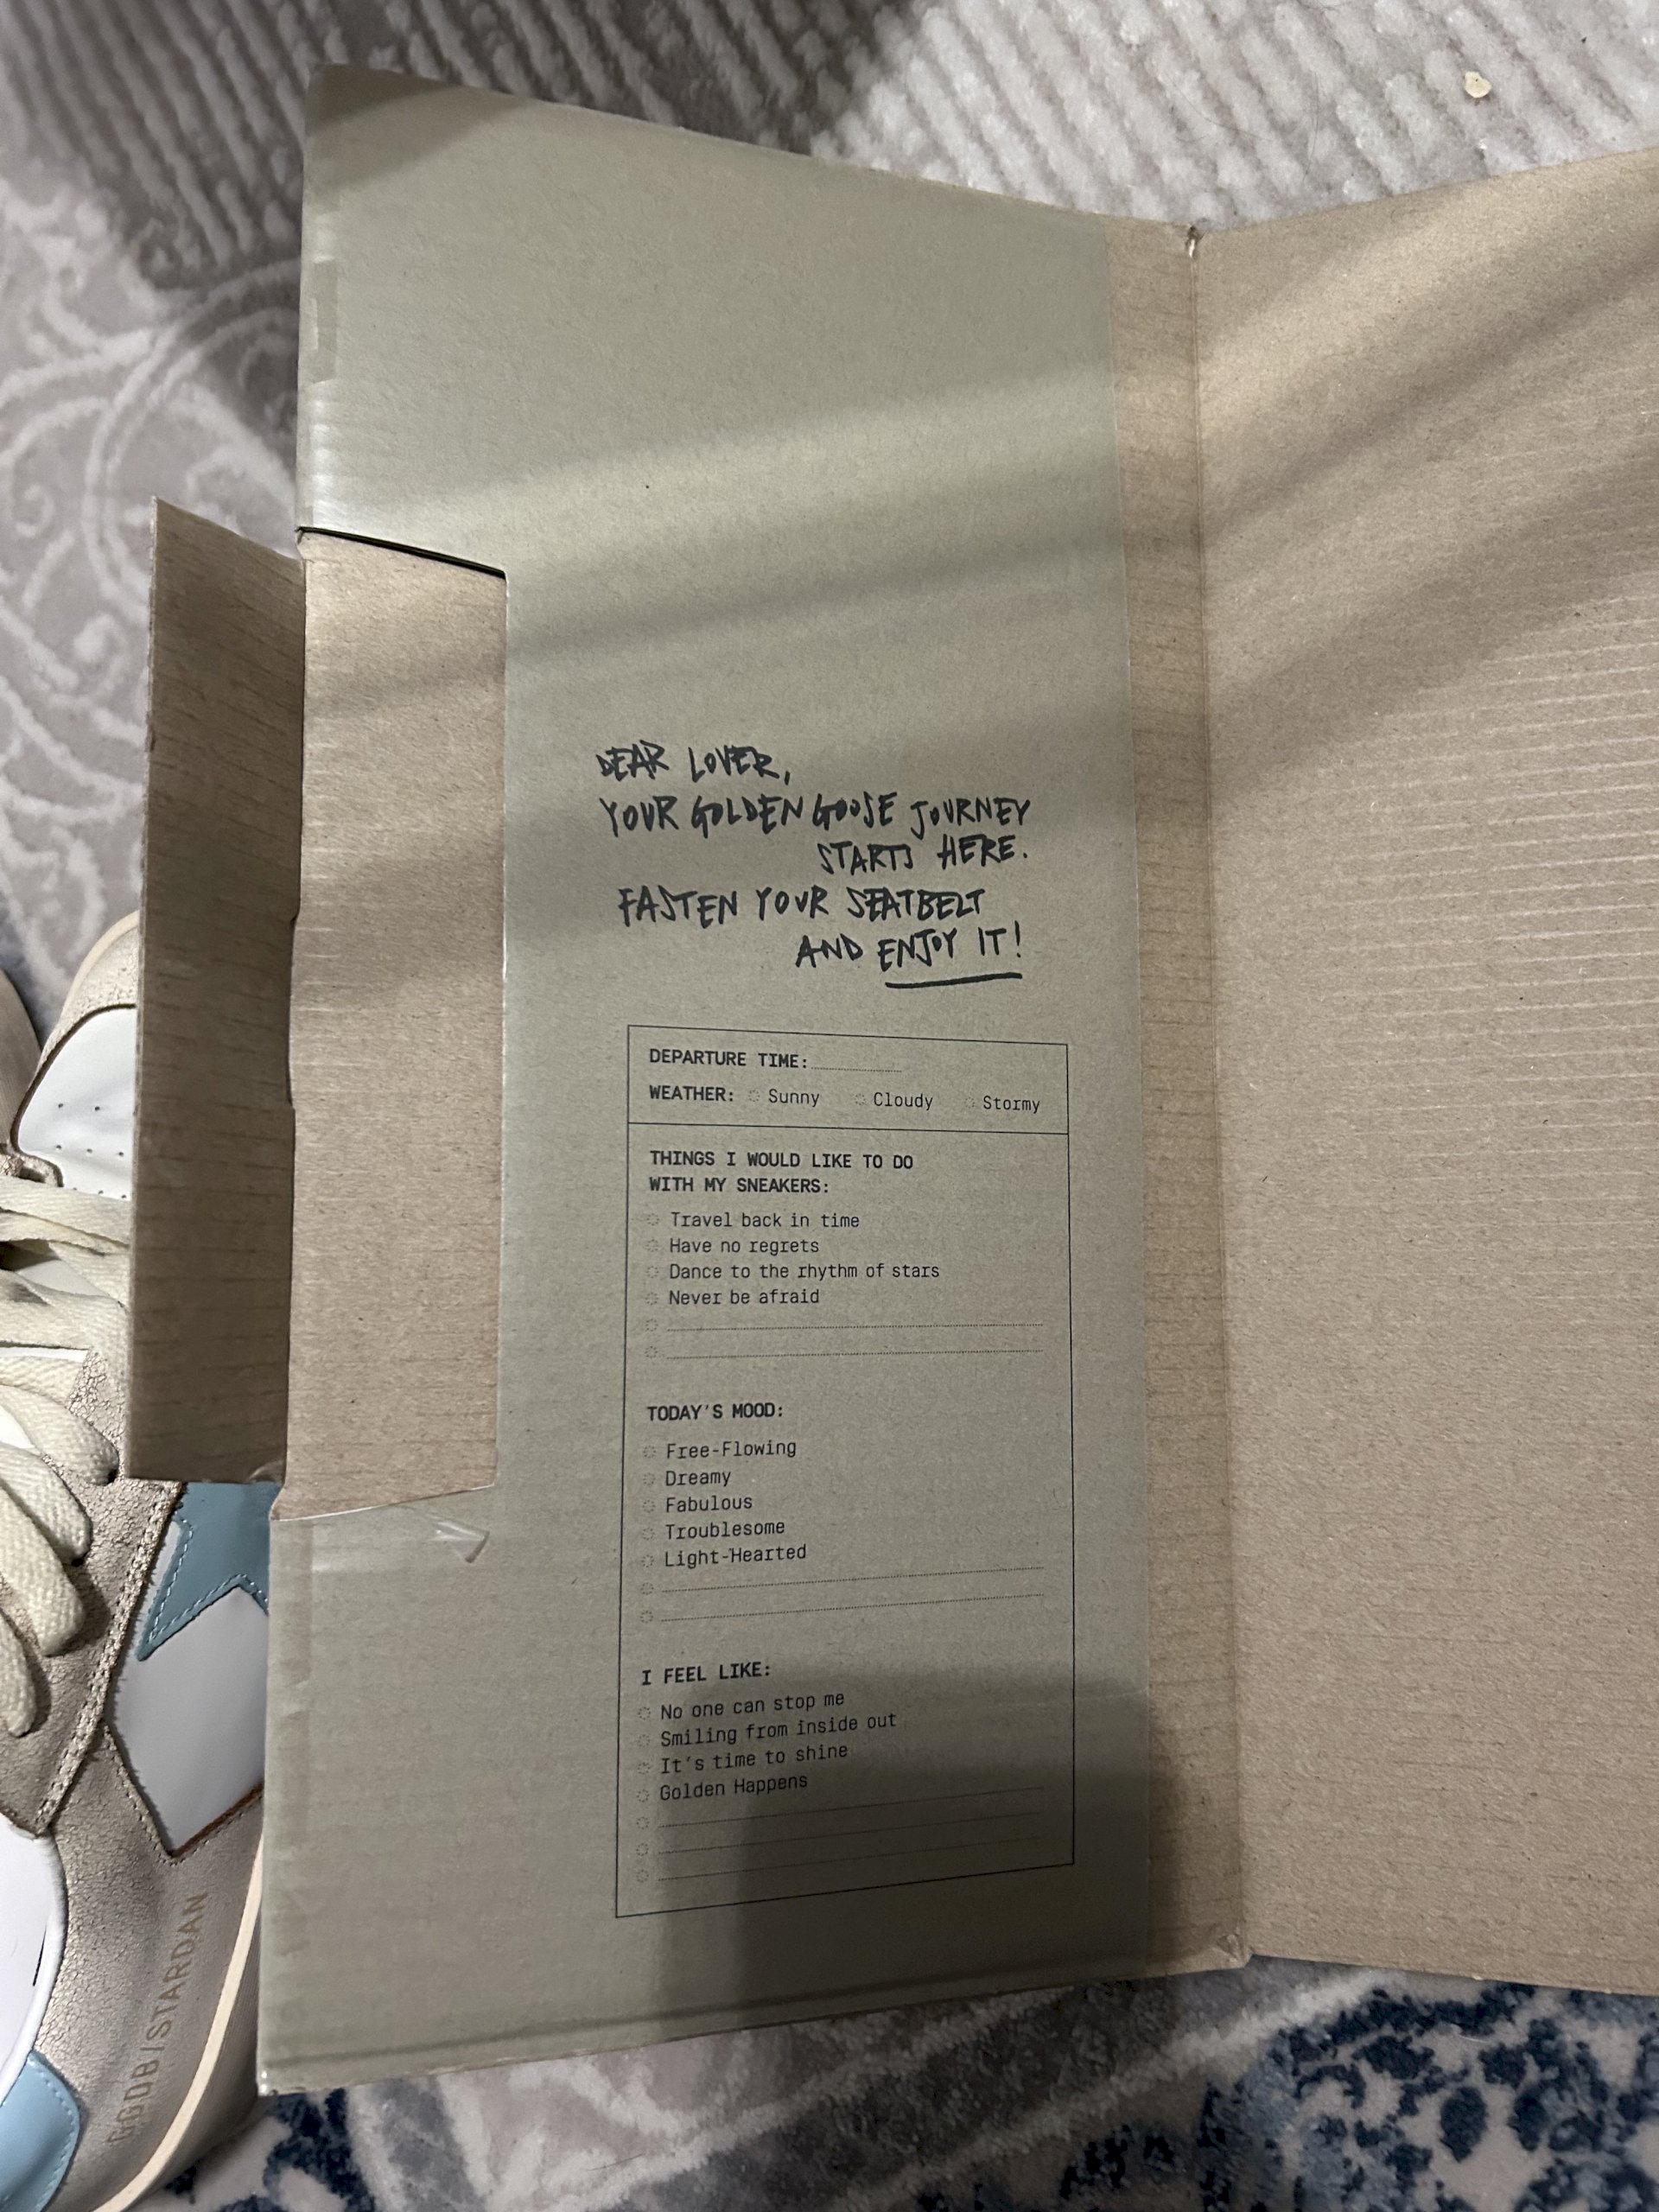 DEAR LOVER,
YOUR GOLDEN GOOSE JOURNEY
STARTS HERE.
FASTEN YOUR SEATBELT
AND ENJOY IT!
DEPARTURE TIME:
WEATHER: Sunny Cloudy Stormy
THINGS I WOULD LIKE TO DO
WITH MY SNEAKERS:
Travel back in time
Have no regrets
Dance to the rhythm of stars
Never be afraid
TODAY'S MOOD:
Free-Flowing
Dreamy
Fabulous
Troublesome
Light-Hearted
I FEEL LIKE:
No one can stop me
Smiling from inside out
It's time to shine
Golden Happens
GGDB/STARDAN